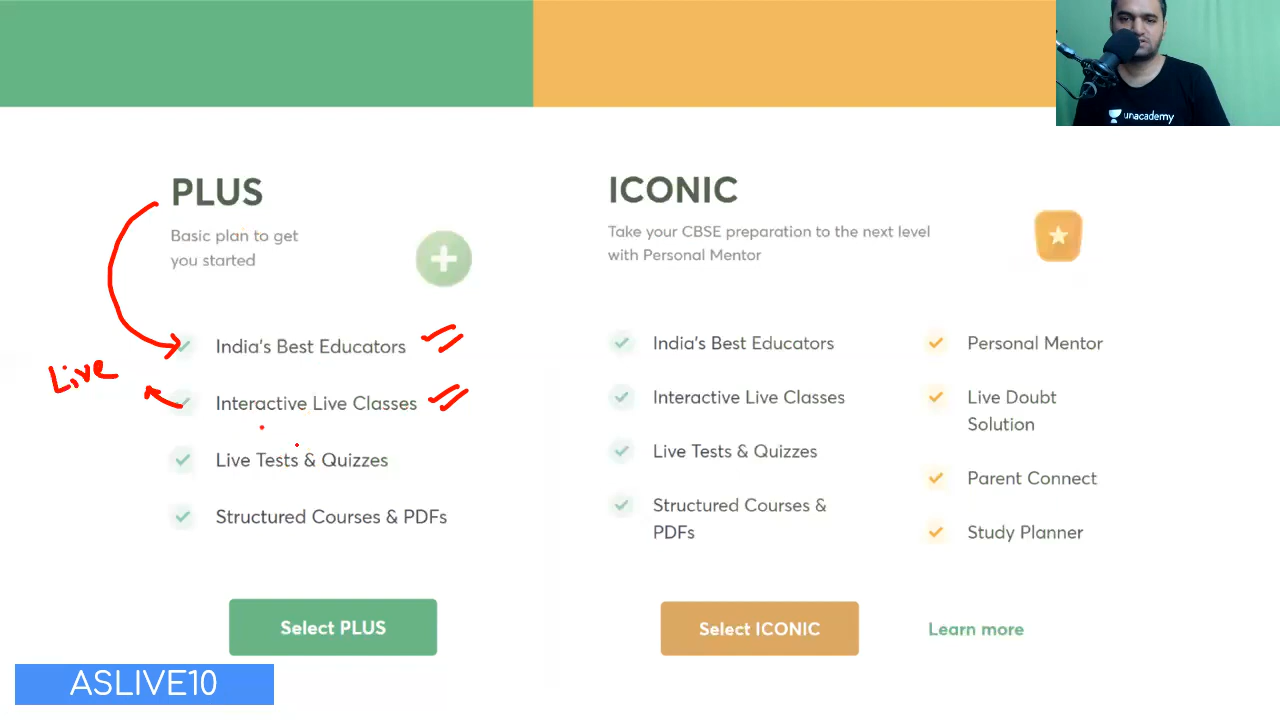 unacademy
PLUS
Basic plan to get
you started
India's Best Educators
Live
Interactive Live Classes
Live Tests & Quizzes
Structured Courses & PDFs
Select PLUS
ASLIVE10
ICONIC
Take your CBSE preparation to the next level
with Personal Mentor
India's Best Educators
Interactive Live Classes
Live Tests & Quizzes
Structured Courses &
PDFs
Personal Mentor
Live Doubt
Solution
Parent Connect
Study Planner
Select ICONIC
Learn more